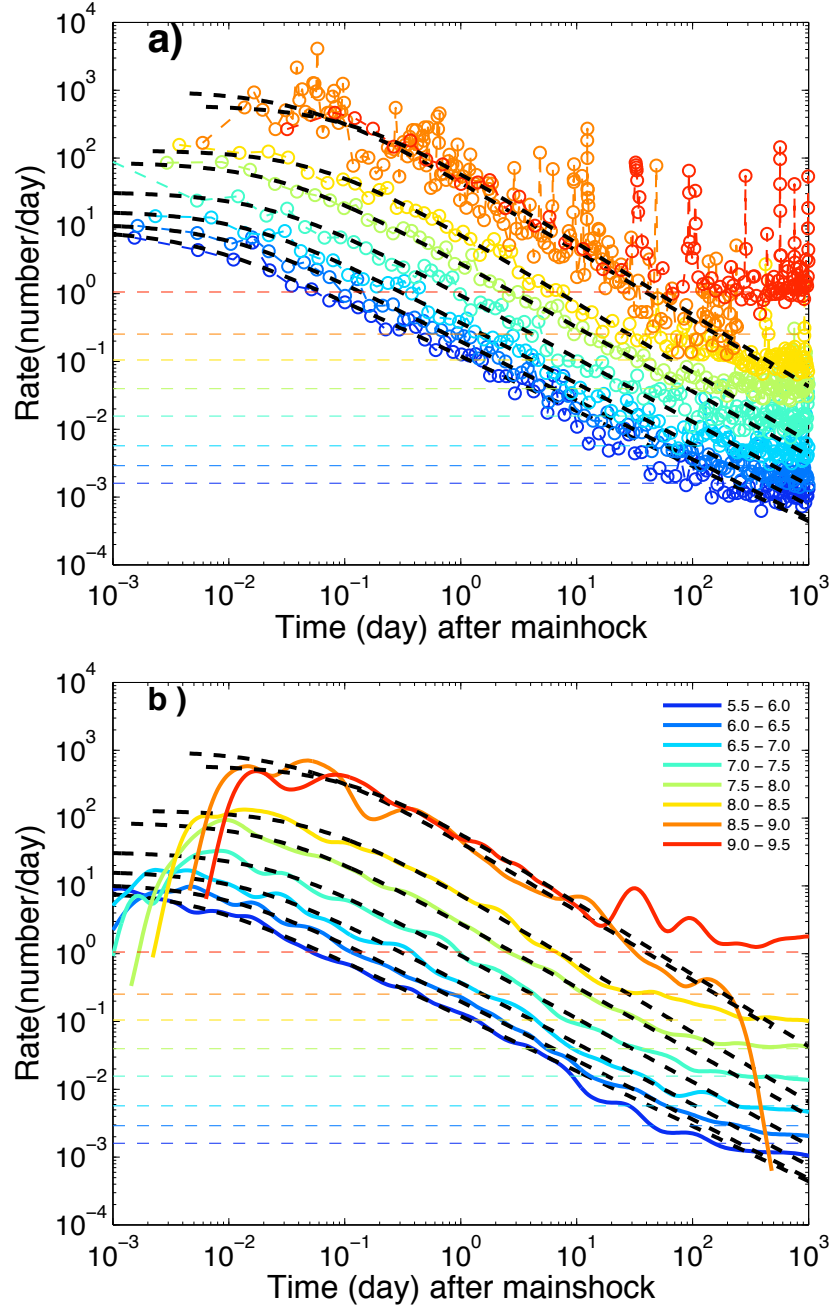 a)
10^4
10^3
10^2
10^1
10^0
10^−1
10^−2
10^−3
10^−4
Rate(number/day)
10^−3 10^−2 10^−1 10^0 10^1 10^2 10^3
Time (day) after mainhock
b )
10^4
10^3
10^2
10^1
10^0
10^−1
10^−2
10^−3
10^−4
Rate(number/day)
5.5 − 6.0
6.0 − 6.5
6.5 − 7.0
7.0 − 7.5
7.5 − 8.0
8.0 − 8.5
8.5 − 9.0
9.0 − 9.5
10^−3 10^−2 10^−1 10^0 10^1 10^2 10^3
Time (day) after mainshock